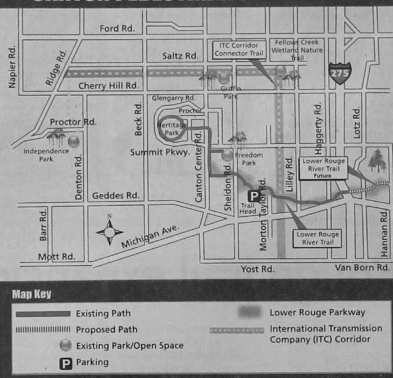 Ford Rd.
Napier Rd.
Ridge Rd.
Saltz Rd.
ITC Corridor
Connector Trail
Fellows Creek
Wetland Nature
Trail
275
Cherry Hill Rd.
Griffin
Park
Glengarry Rd.
Proctor
Heritage
Park
Beck Rd.
Proctor Rd.
Independence
Park
Denton Rd.
Summit Pkwy.
Canton Center Rd.
Freedom
Park
Sheldon Rd.
Haggerty Rd.
Lotz Rd.
Lilley Rd.
Lower Rouge
River Trail
Future
Geddes Rd.
P
Trail
Head
Morton Taylor Rd.
Lower Rouge
River Trail
Hannan Rd.
Barr Rd.
N
Michigan Ave.
Mott Rd.
Yost Rd.
Van Born Rd.
Map Key
Existing Path
Proposed Path
Existing Park/Open Space
P Parking
Lower Rouge Parkway
International Transmission
Company (ITC) Corridor